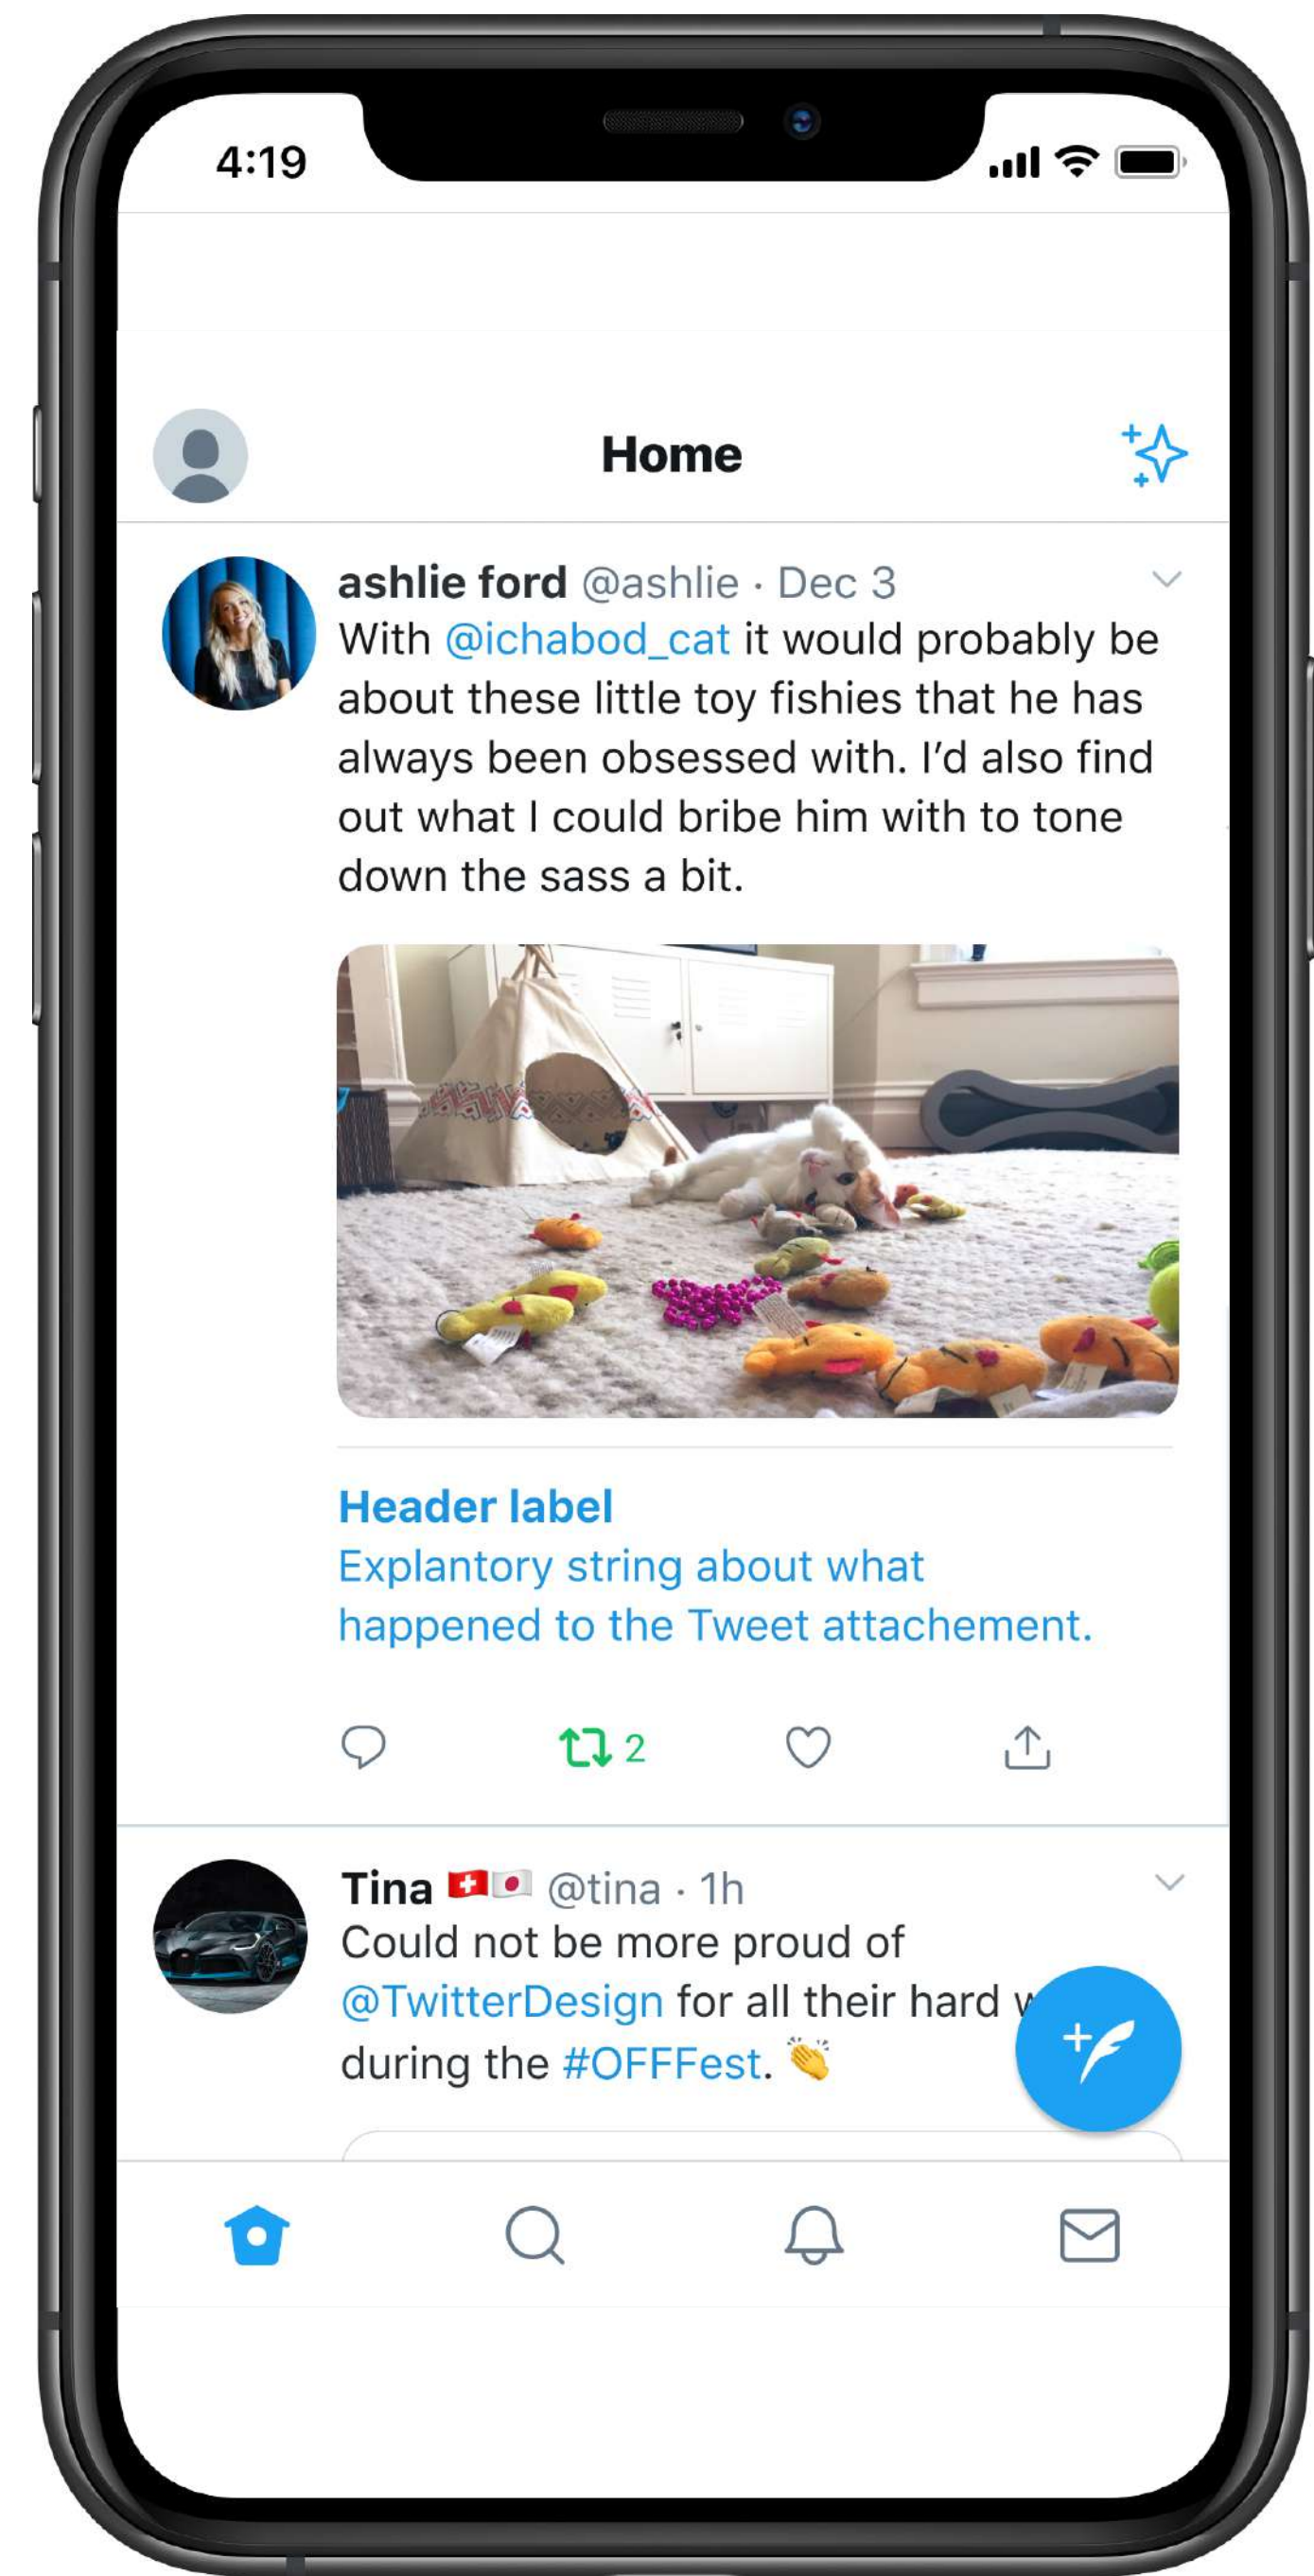 4:19
Home
ashlie ford @ashlie · Dec 3
With @ichabod_cat it would probably be
about these little toy fishies that he has
always been obsessed with. I’d also find
out what I could bribe him with to tone
down the sass a bit.
Header label
Explantory string about what
happened to the Tweet attachement.
2
Tina 🇨🇭🇯🇵 @tina · 1h
Could not be more proud of
@TwitterDesign for all their hard
during the #OFFFest. 👏